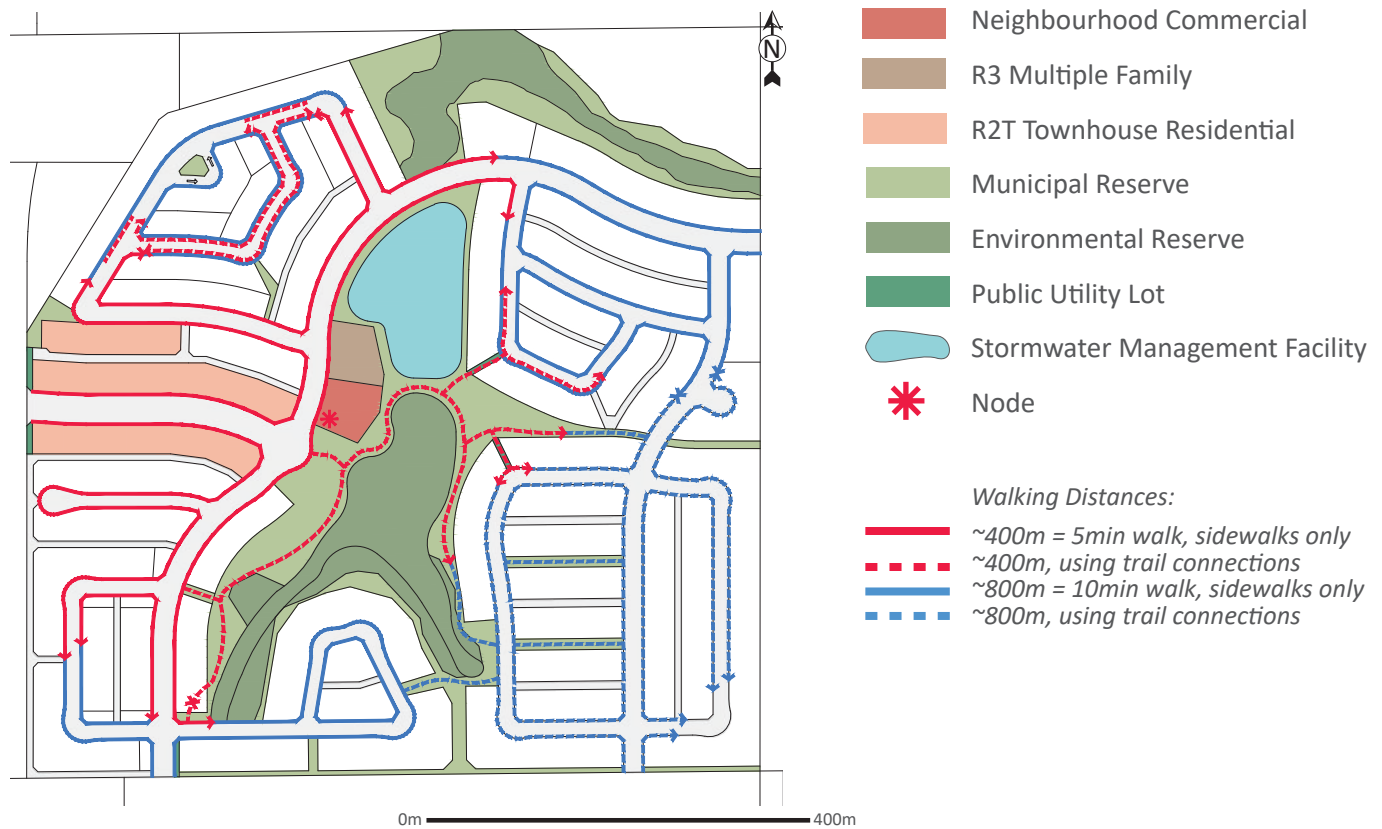 N
Neighbourhood Commercial
R3 Multiple Family
R2T Townhouse Residential
Municipal Reserve
Environmental Reserve
Public Utility Lot
Stormwater Management Facility
Node
Walking Distances:
~400m = 5min walk, sidewalks only
~400m, using trail connections
~800m = 10min walk, sidewalks only
~800m, using trail connections
0m 400m